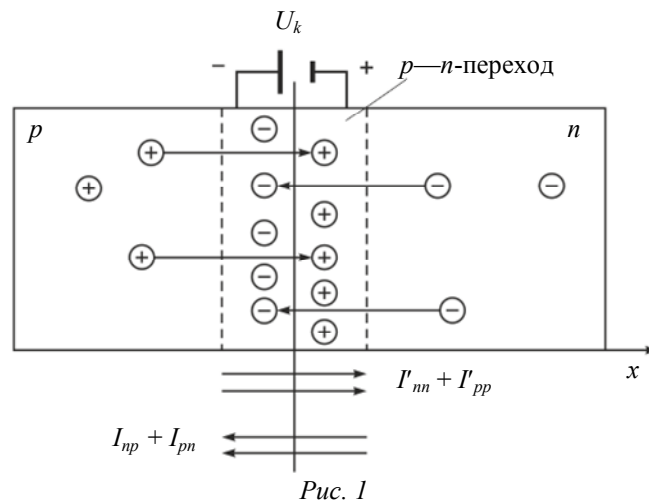 U_k
− +
p—n-переход
p n
− + +
+ − − −
+
−
+ +
−
+
− −
+
x
I'_nn + I'_pp
I_np + I_pn
Рис. 1